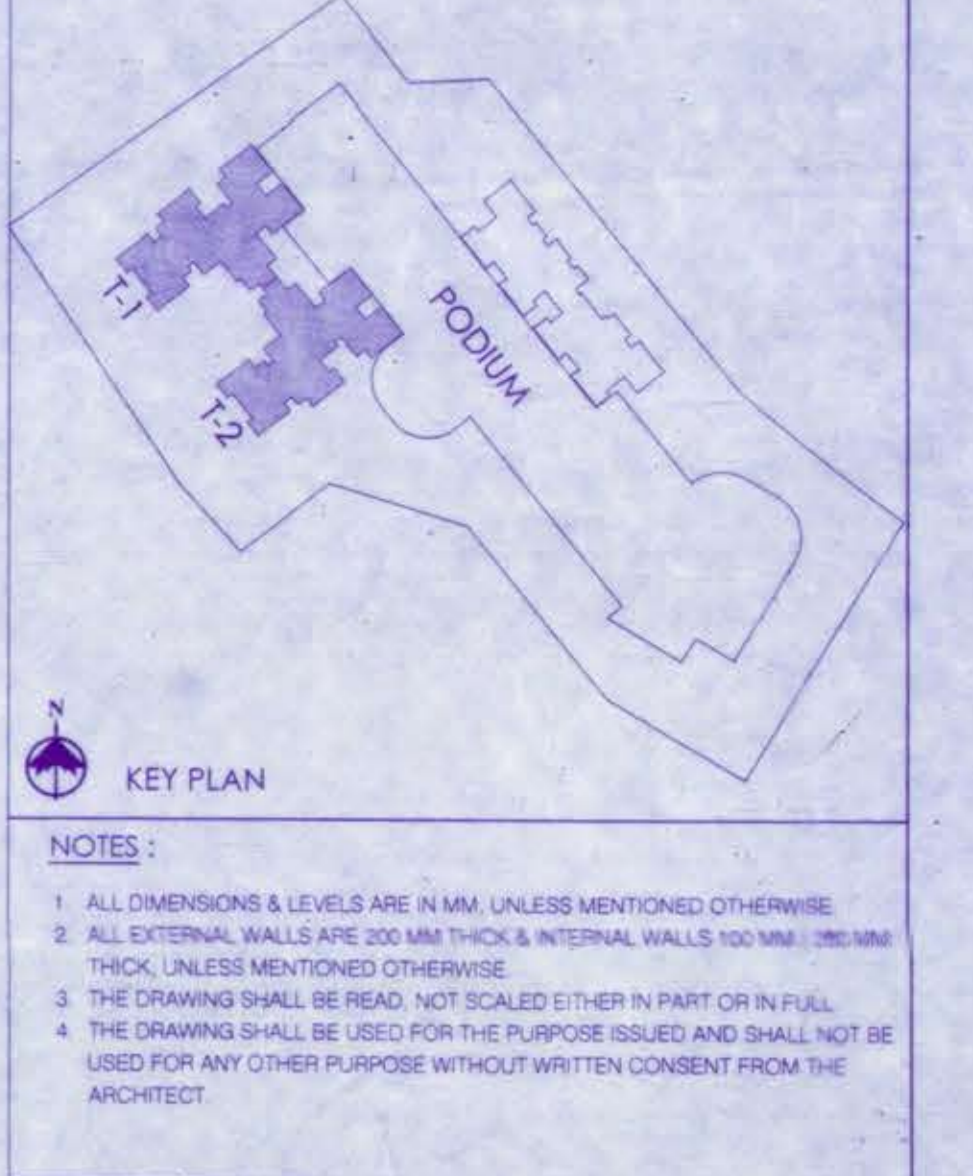 T-1
PODIUM
T-2
N
KEY PLAN
NOTES :
1 ALL DIMENSIONS & LEVELS ARE IN MM, UNLESS MENTIONED OTHERWISE
2 ALL EXTERNAL WALLS ARE 200 MM THICK & INTERNAL WALLS 100 MM
THICK, UNLESS MENTIONED OTHERWISE.
3 THE DRAWING SHALL BE READ, NOT SCALED EITHER IN PART OR IN FULL
4 THE DRAWING SHALL BE USED FOR THE PURPOSE ISSUED AND SHALL NOT BE
USED FOR ANY OTHER PURPOSE WITHOUT WRITTEN CONSENT FROM THE
ARCHITECT.